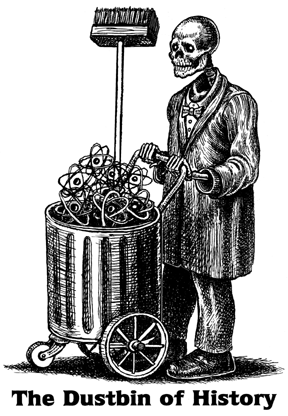 The Dustbin of History